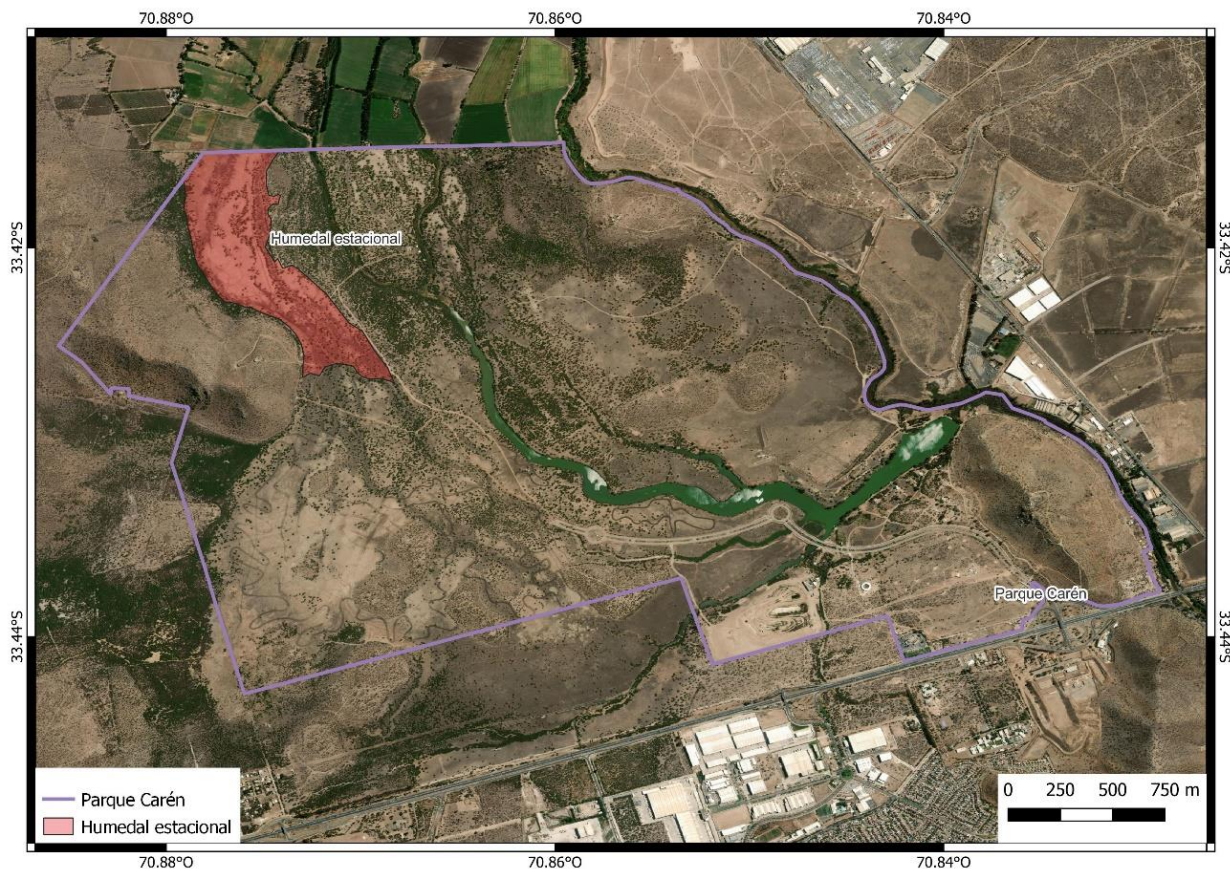 70.88°O 70.86°O 70.84°O
33.42°S 33.42°S
Humedal estacional
Parque Carén
33.44°S 33.44°S
Parque Carén
Humedal estacional
0 250 500 750 m
70.88°O 70.86°O 70.84°O